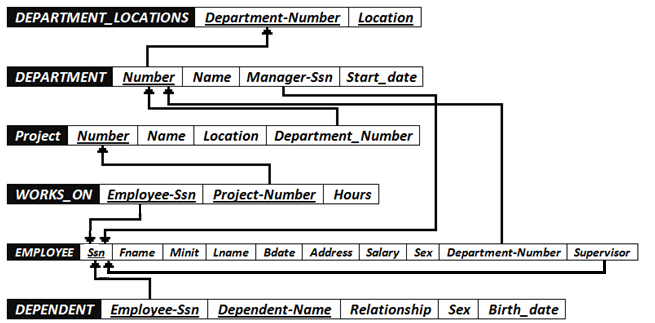 DEPARTMENT_LOCATIONS Department-Number Location
DEPARTMENT Number Name Manager-Ssn Start_date
Project Number Name Location Department_Number
WORKS_ON Employee-Ssn Project-Number Hours
EMPLOYEE Ssn Fname Minit Lname Bdate Address Salary Sex Department-Number Supervisor
DEPENDENT Employee-Ssn Dependent-Name Relationship Sex Birth_date